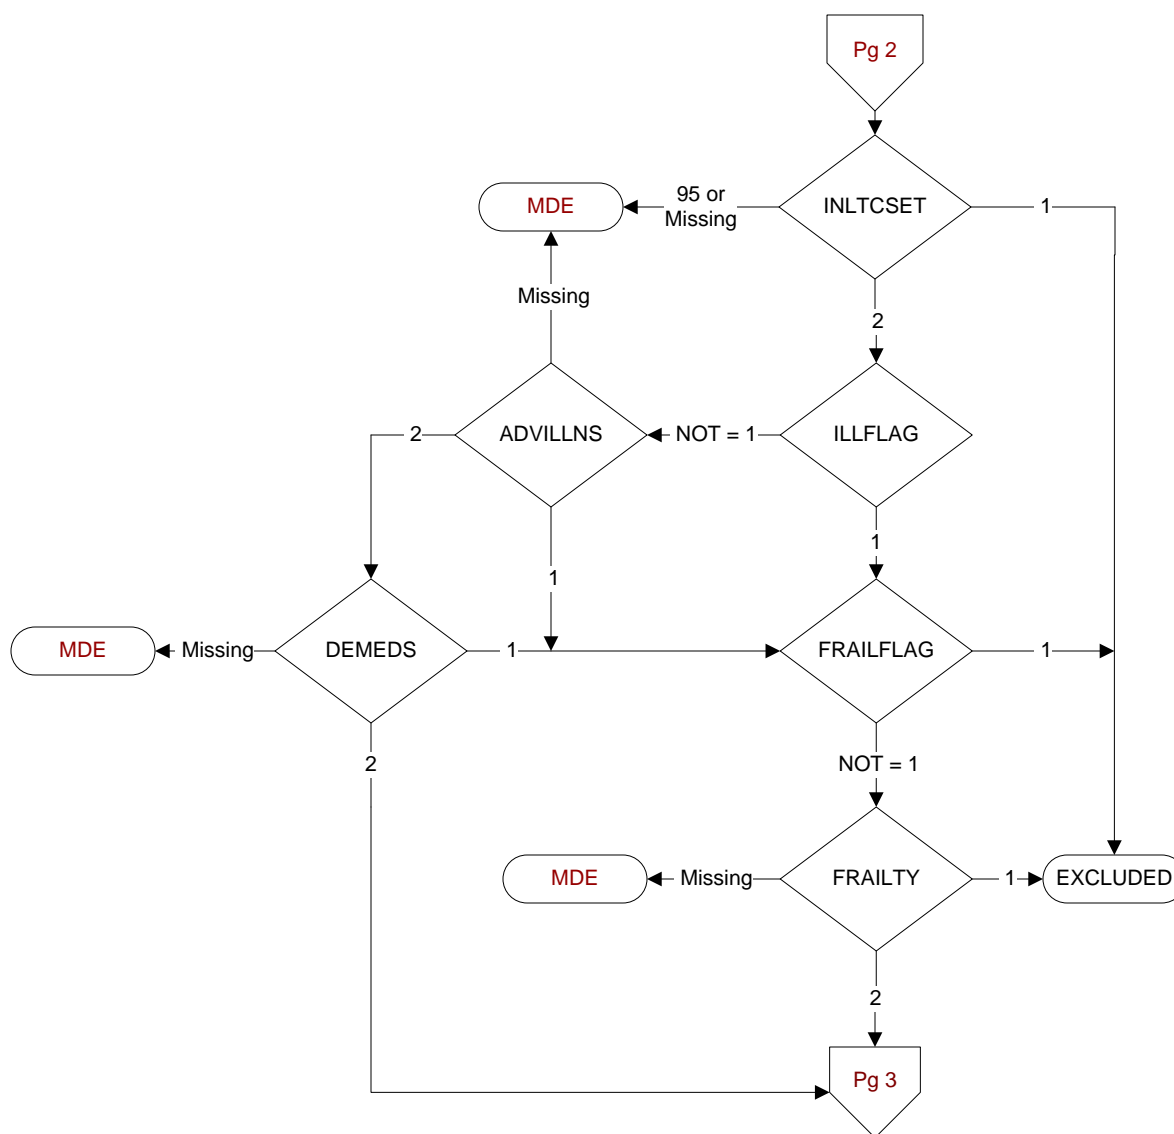 Pg 2
MDE
95 or
Missing
INLTCSET
1
Missing
2
2
ADVILLNS
NOT = 1
ILLFLAG
1
1
MDE
Missing
DEMEDS
1
FRAILFLAG
1
2
NOT = 1
MDE
Missing
FRAILTY
1
EXCLUDED
2
Pg 3